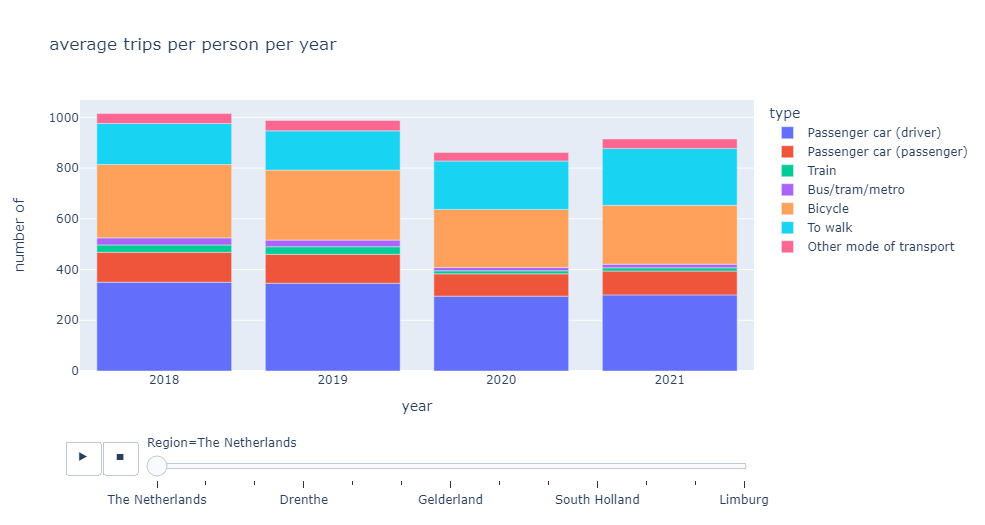 average trips per person per year
number of
1000
800
600
400
200
0
2018 2019 2020 2021
year
type
Passenger car (driver)
Passenger car (passenger)
Train
Bus/tram/metro
Bicycle
To walk
Other mode of transport
Region=The Netherlands
The Netherlands Drenthe Gelderland South Holland Limburg